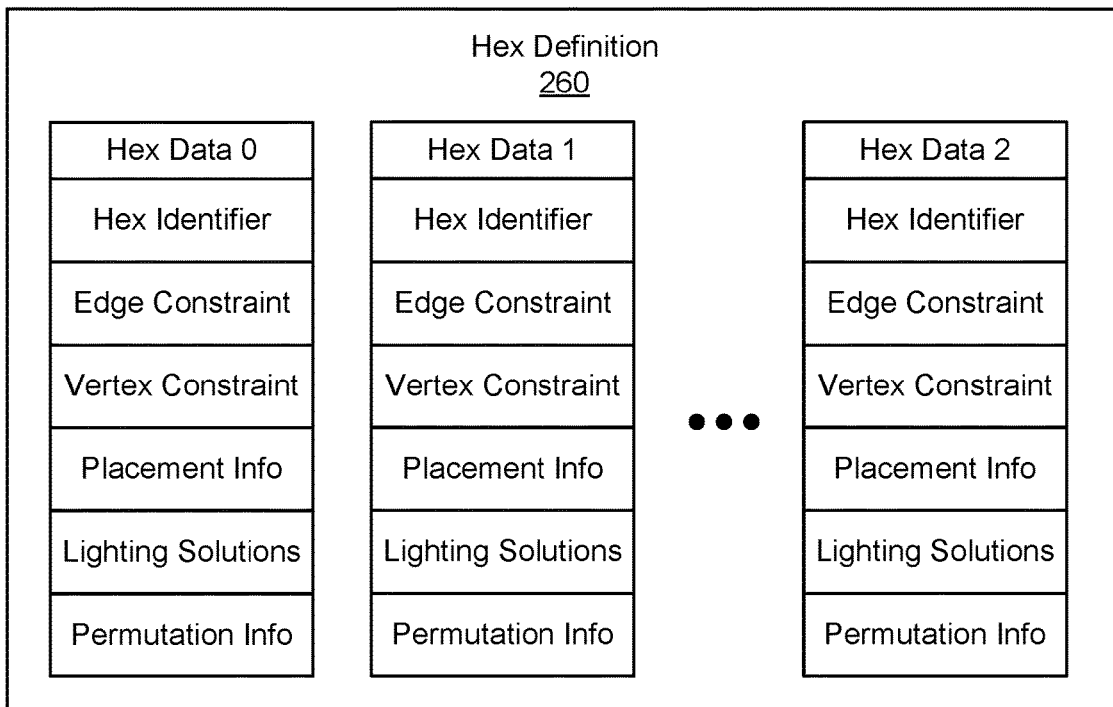 Hex Definition
260
Hex Data 0
Hex Identifier
Edge Constraint
Vertex Constraint
Placement Info
Lighting Solutions
Permutation Info
Hex Data 1
Hex Identifier
Edge Constraint
Vertex Constraint
Placement Info
Lighting Solutions
Permutation Info
Hex Data 2
Hex Identifier
Edge Constraint
Vertex Constraint
Placement Info
Lighting Solutions
Permutation Info